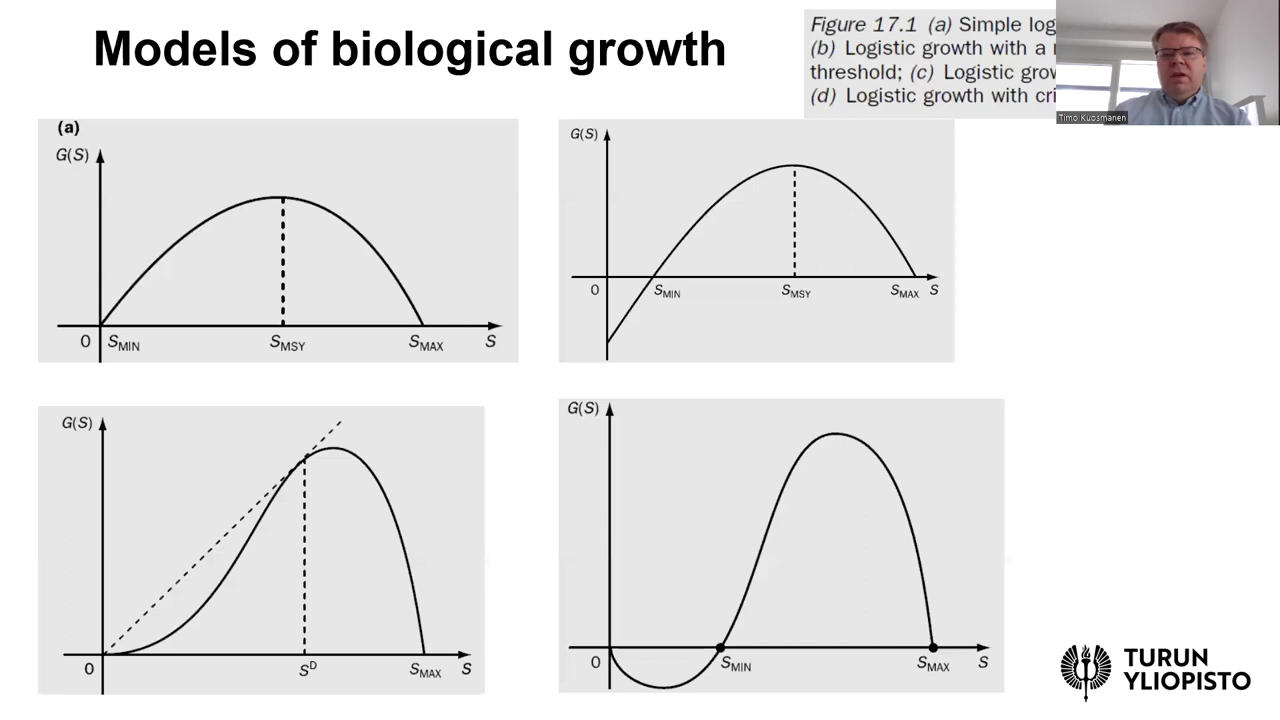 Models of biological growth
Figure 17.1 (a) Simple log
(b) Logistic growth with a
threshold; (c) Logistic grow
(d) Logistic growth with cri
Timo Kuosmanen
(a)
G(S)
0 S_MIN S_MSY S_MAX S
G(S)
0 S_MIN S_MSY S_MAX S
G(S)
0 S^D S_MAX S
G(S)
0 S_MIN S_MAX S
TURUN
YLIOPISTO